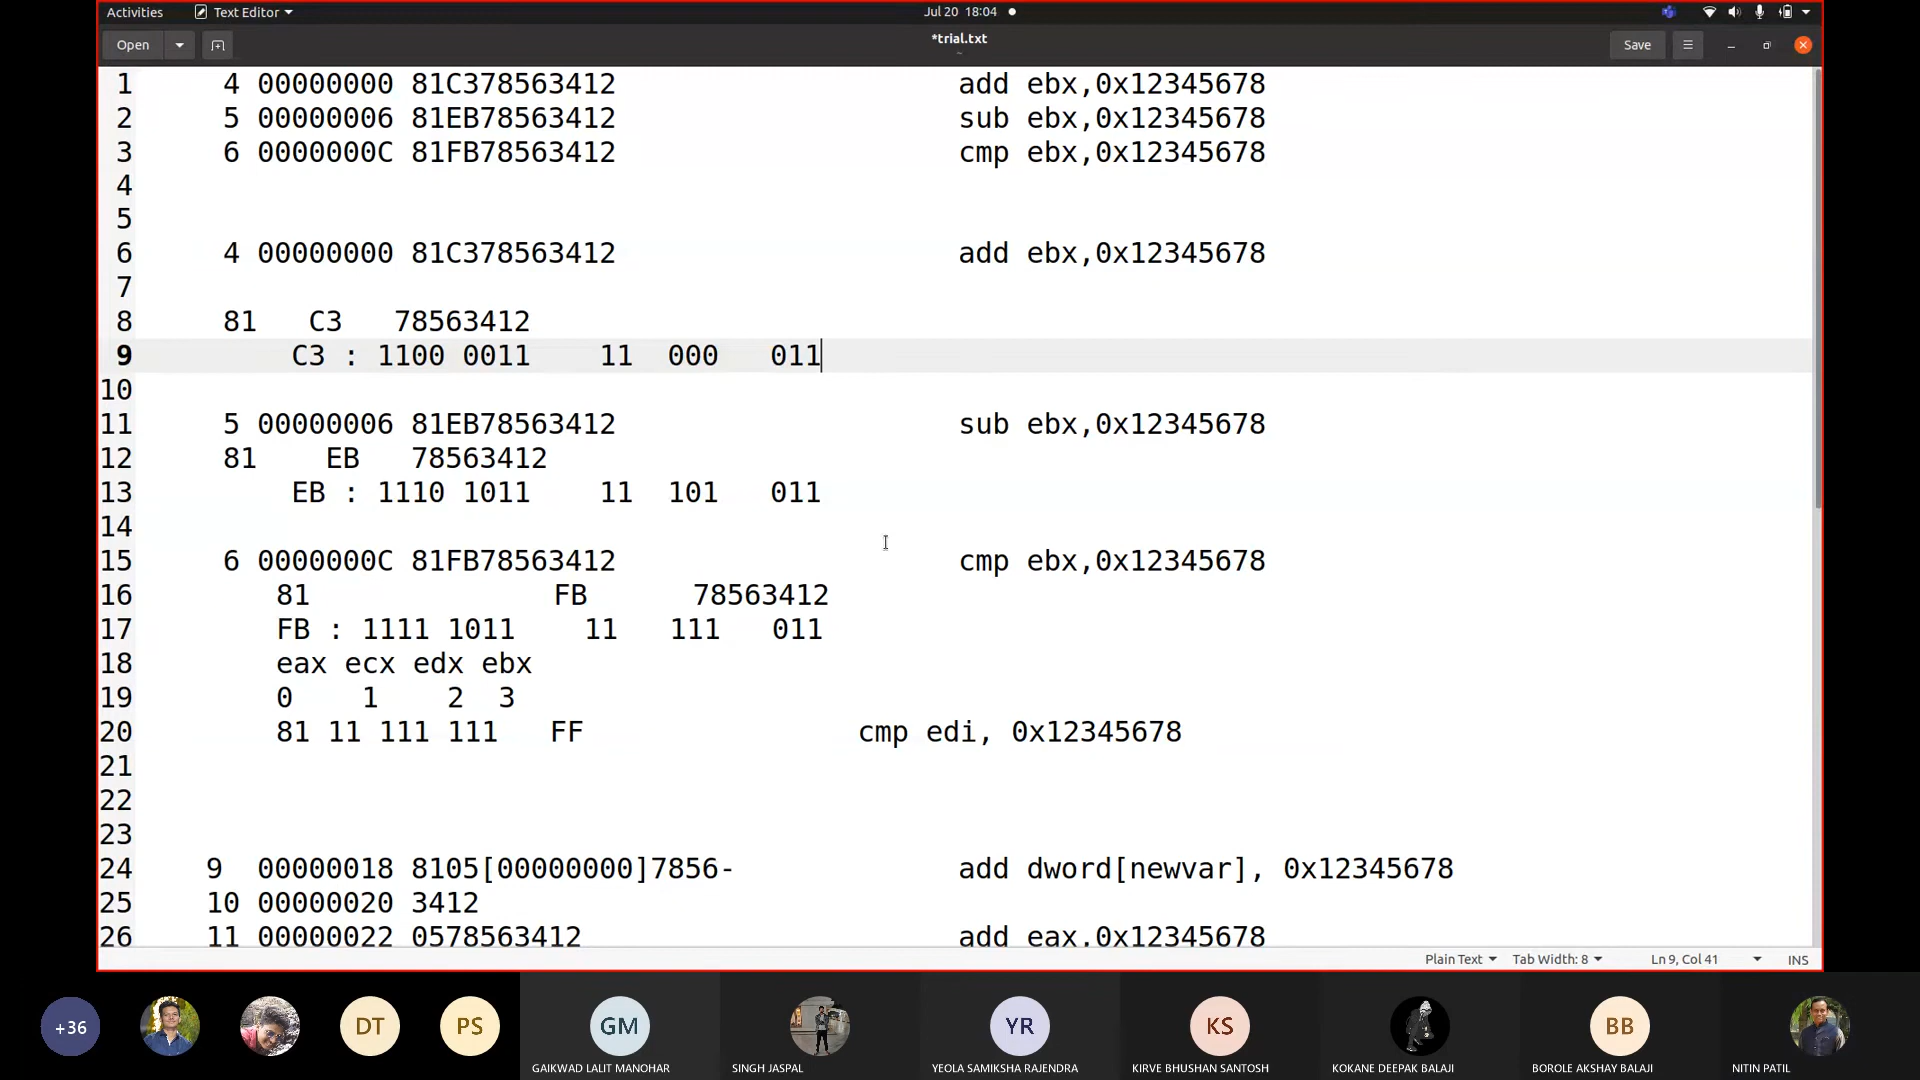 Activities Text Editor Jul 20 18:04
Open *trial.txt Save
1 4 00000000 81C378563412 add ebx,0x12345678
2 5 00000006 81EB78563412 sub ebx,0x12345678
3 6 0000000C 81FB78563412 cmp ebx,0x12345678
4
5
6 4 00000000 81C378563412 add ebx,0x12345678
7
8 81 C3 78563412
9 C3 : 1100 0011 11 000 011
10
11 5 00000006 81EB78563412 sub ebx,0x12345678
12 81 EB 78563412
13 EB : 1110 1011 11 101 011
14
15 6 0000000C 81FB78563412 cmp ebx,0x12345678
16 81 FB 78563412
17 FB : 1111 1011 11 111 011
18 eax ecx edx ebx
19 0 1 2 3
20 81 11 111 111 FF cmp edi, 0x12345678
21
22
23
24 9 00000018 8105[00000000]7856- add dword[newvar], 0x12345678
25 10 00000020 3412
26 11 00000022 0578563412 add eax,0x12345678
Plain Text Tab Width: 8 Ln 9, Col 41 INS
+36 DT PS GM YR KS BB
GAIKWAD LALIT MANOHAR SINGH JASPAL YEOLA SAMIKSHA RAJENDRA KIRVE BHUSHAN SANTOSH KOKANE DEEPAK BALAJI BOROLE AKSHAY BALAJI NITIN PATIL